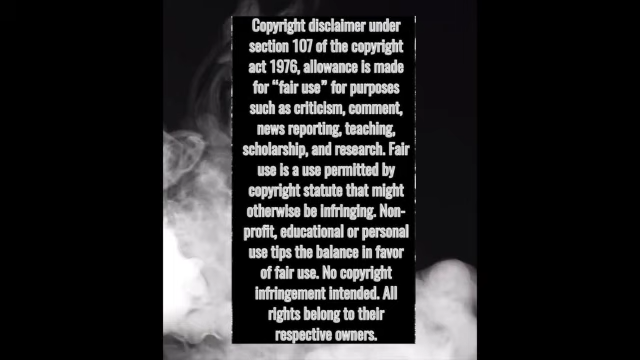 Copyright disclaimer under
section 107 of the copyright
act 1976, allowance is made
for “fair use” for purposes
such as criticism, comment,
news reporting, teaching,
scholarship, and research. Fair
use is a use permitted by
copyright statute that might
otherwise be infringing. Non-
profit, educational or personal
use tips the balance in favor
of fair use. No copyright
infringement intended. All
rights belong to their
respective owners.